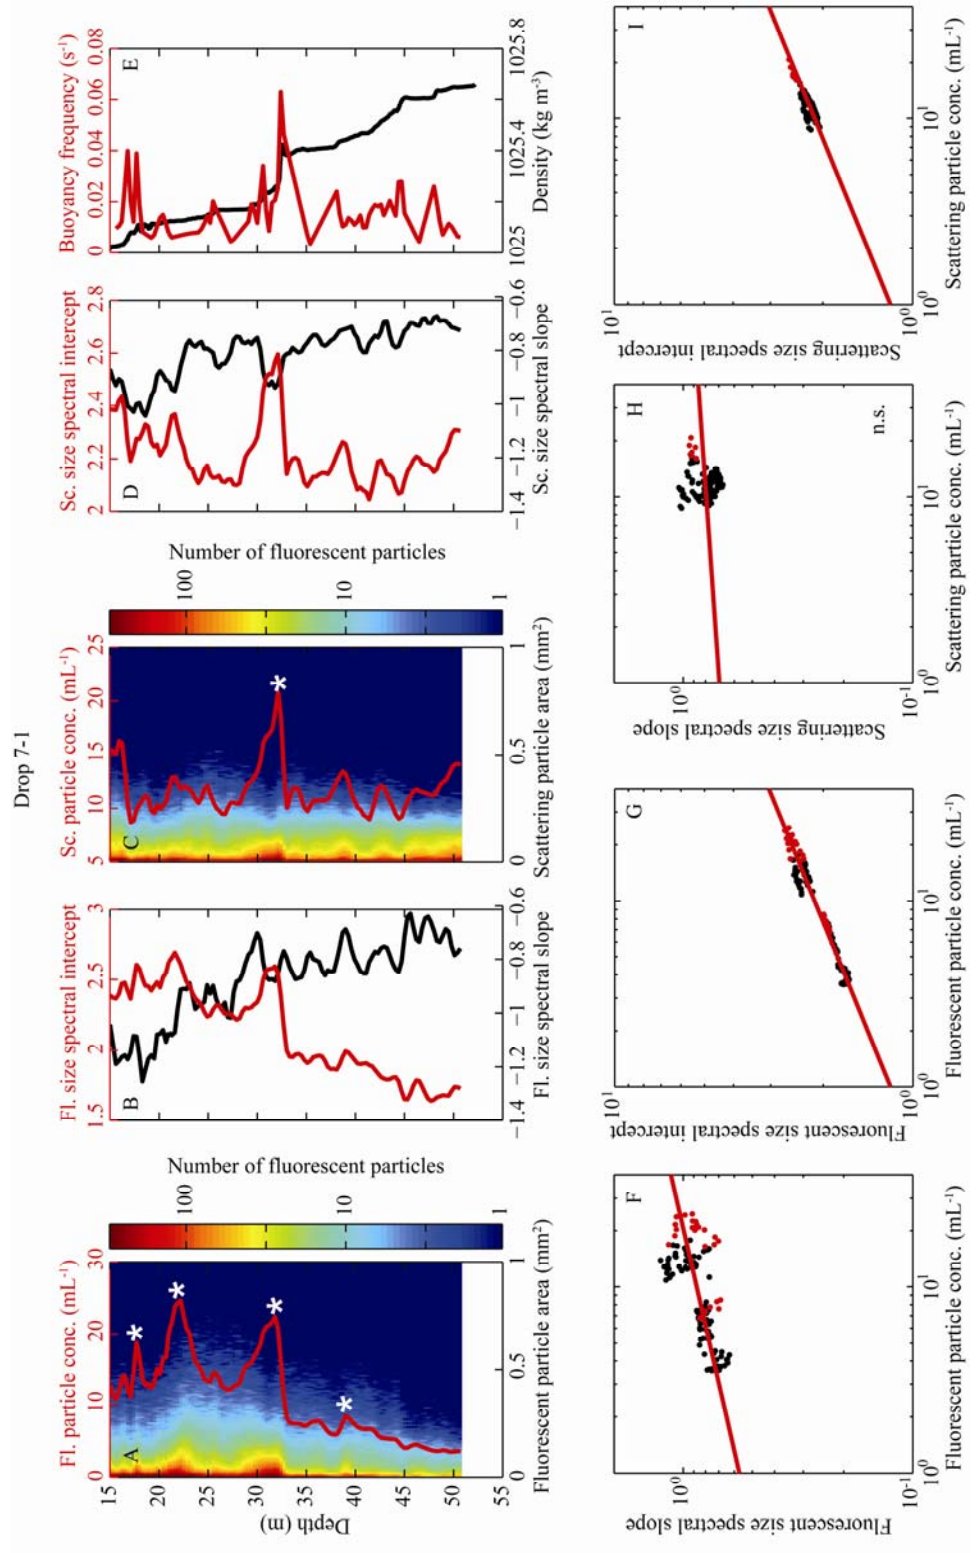 Drop 7-1
Fl. particle conc. (mL-1)
0 10 20 30
A
*
*
*
*
Depth (m)
15
20
25
30
35
40
45
50
55
0 0.5 1
Fluorescent particle area (mm2)
1 10 100
Number of fluorescent particles
Fl. size spectral intercept
1.5 2 2.5 3
B
−1.4 −1.2 −1 −0.8 −0.6
Fl. size spectral slope
Sc. particle conc. (mL-1)
5 10 15 20 25
C
*
0 0.5 1
Scattering particle area (mm2)
1 10 100
Number of fluorescent particles
Sc. size spectral intercept
2 2.2 2.4 2.6 2.8
D
−1.4 −1.2 −1 −0.8 −0.6
Sc. size spectral slope
Buoyancy frequency (s-1)
0 0.02 0.04 0.06 0.08
E
1025 1025.4 1025.8
Density (kg m-3)
Fluorescent size spectral slope
100
10-1
F
100 101
Fluorescent particle conc. (mL-1)
Fluorescent size spectral intercept
101
100
G
100 101
Fluorescent particle conc. (mL-1)
Scattering size spectral slope
100
10-1
H
n.s.
100 101
Scattering particle conc. (mL-1)
Scattering size spectral intercept
101
100
I
100 101
Scattering particle conc. (mL-1)